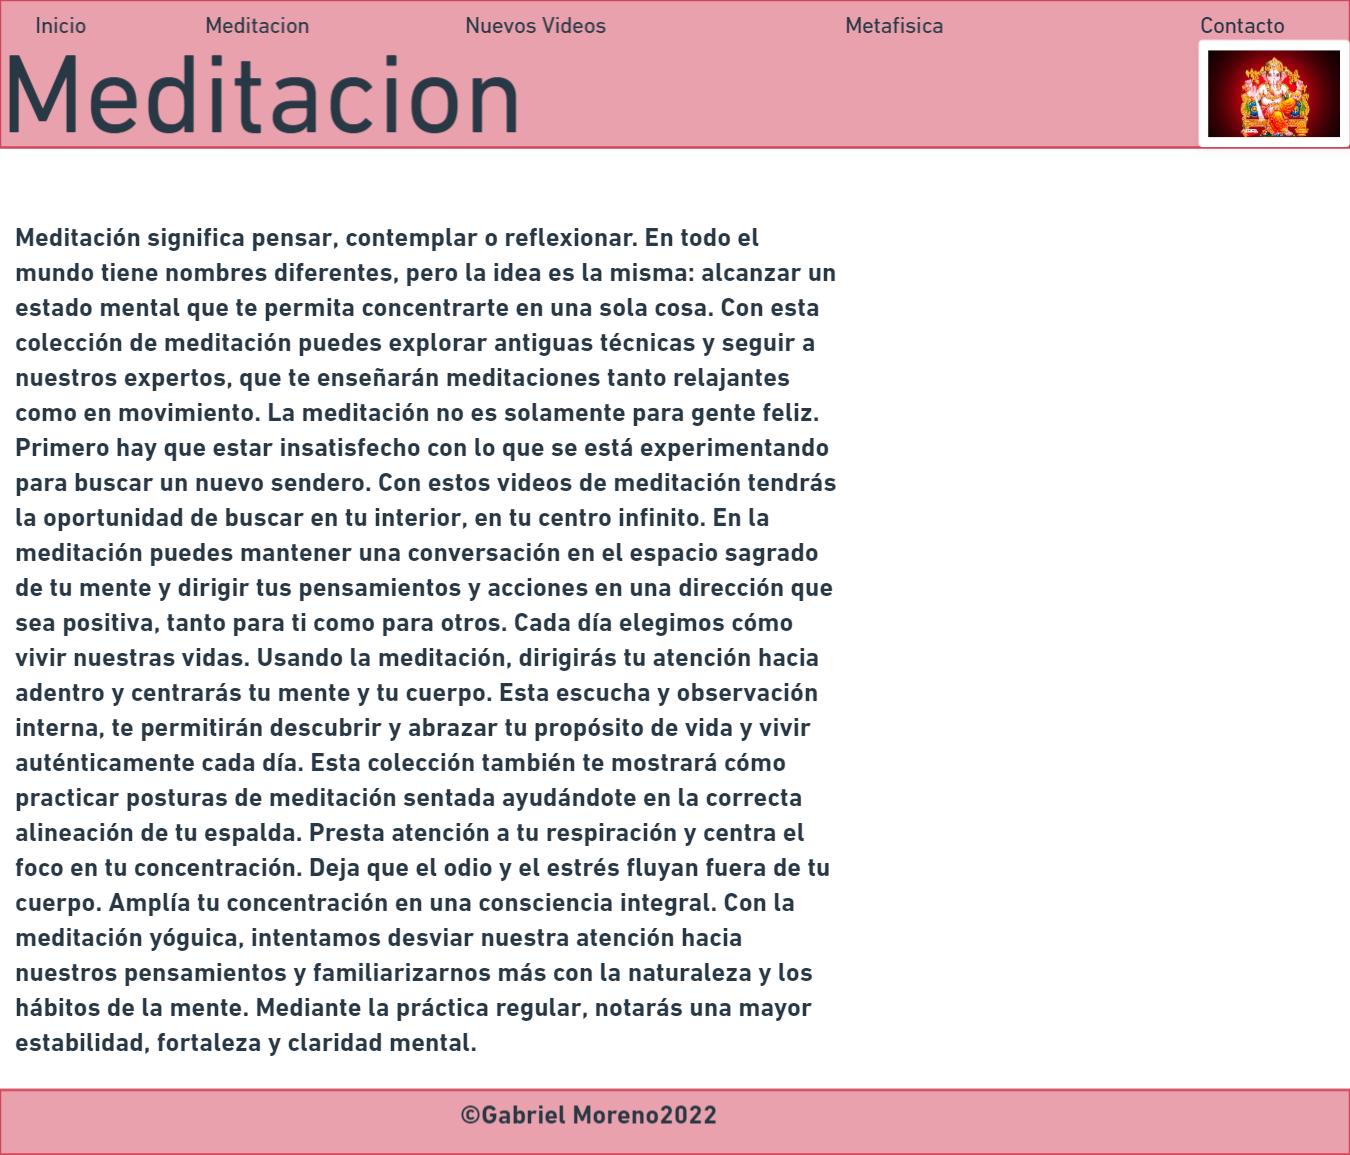 Inicio Meditacion Nuevos Videos Metafisica Contacto
Meditacion
Meditación significa pensar, contemplar o reflexionar. En todo el
mundo tiene nombres diferentes, pero la idea es la misma: alcanzar un
estado mental que te permita concentrarte en una sola cosa. Con esta
colección de meditación puedes explorar antiguas técnicas y seguir a
nuestros expertos, que te enseñarán meditaciones tanto relajantes
como en movimiento. La meditación no es solamente para gente feliz.
Primero hay que estar insatisfecho con lo que se está experimentando
para buscar un nuevo sendero. Con estos videos de meditación tendrás
la oportunidad de buscar en tu interior, en tu centro infinito. En la
meditación puedes mantener una conversación en el espacio sagrado
de tu mente y dirigir tus pensamientos y acciones en una dirección que
sea positiva, tanto para ti como para otros. Cada día elegimos cómo
vivir nuestras vidas. Usando la meditación, dirigirás tu atención hacia
adentro y centrarás tu mente y tu cuerpo. Esta escucha y observación
interna, te permitirán descubrir y abrazar tu propósito de vida y vivir
auténticamente cada día. Esta colección también te mostrará cómo
practicar posturas de meditación sentada ayudándote en la correcta
alineación de tu espalda. Presta atención a tu respiración y centra el
foco en tu concentración. Deja que el odio y el estrés fluyan fuera de tu
cuerpo. Amplía tu concentración en una consciencia integral. Con la
meditación yóguica, intentamos desviar nuestra atención hacia
nuestros pensamientos y familiarizarnos más con la naturaleza y los
hábitos de la mente. Mediante la práctica regular, notarás una mayor
estabilidad, fortaleza y claridad mental.
©Gabriel Moreno2022